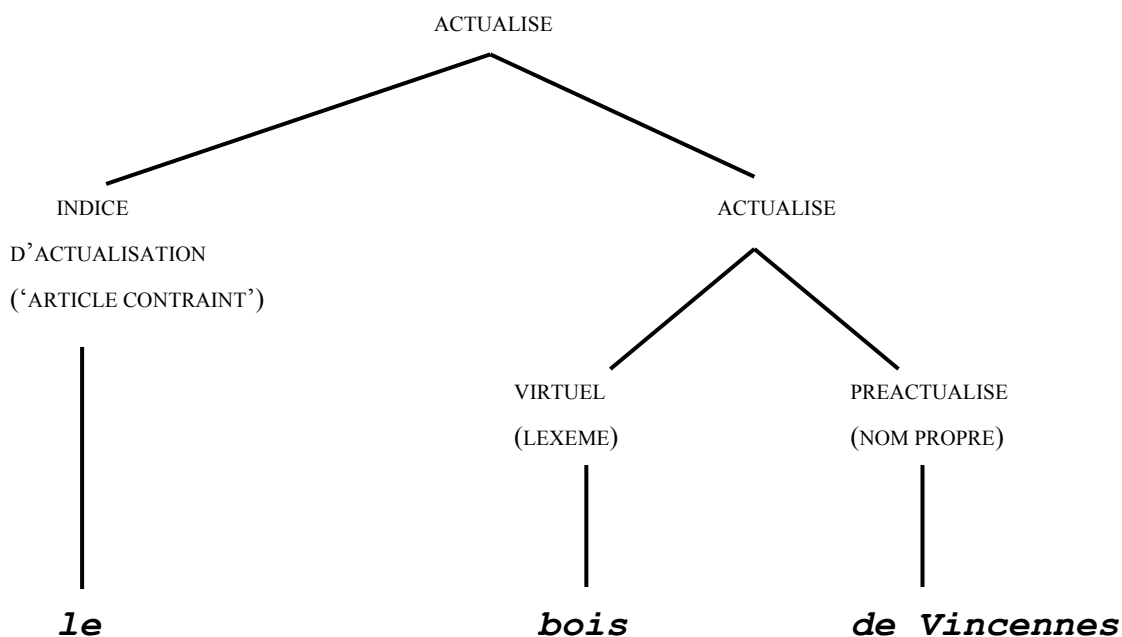 ACTUALISE
INDICE
D’ACTUALISATION
(‘ARTICLE CONTRAINT’)
ACTUALISE
VIRTUEL
(LEXEME)
PREACTUALISE
(NOM PROPRE)
le bois de Vincennes